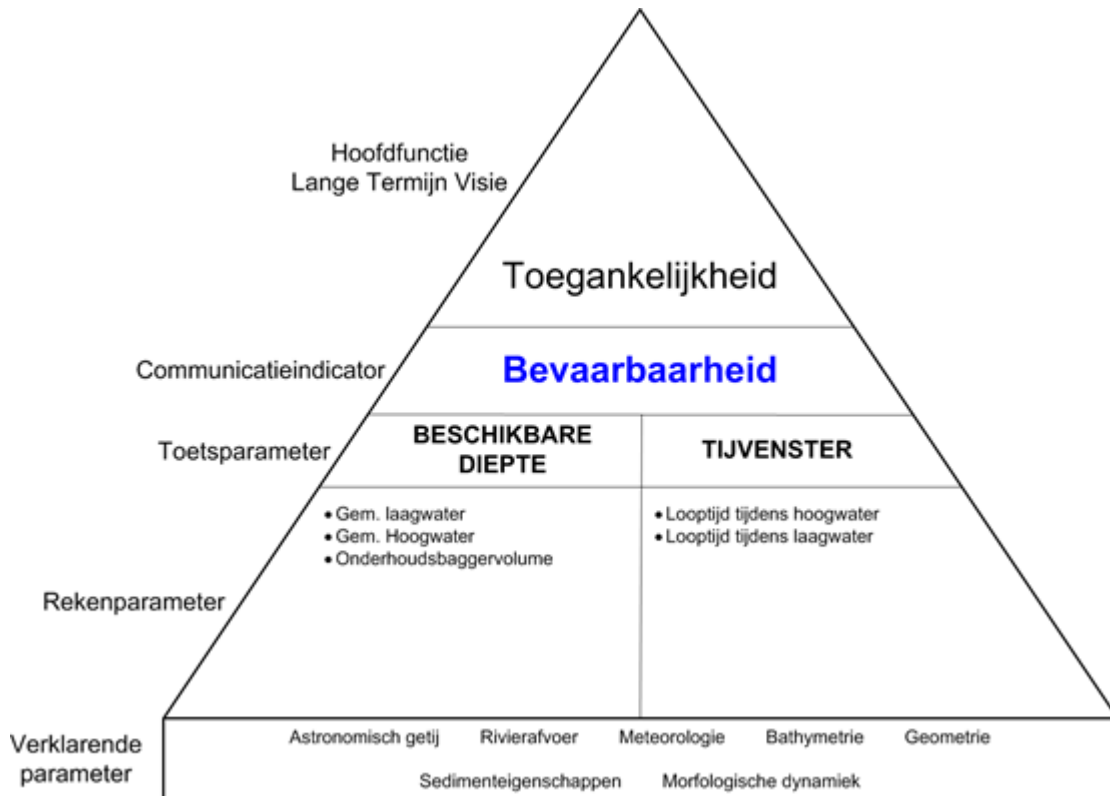 Hoofdfunctie
Lange Termijn Visie
Toegankelijkheid
Communicatieindicator
Bevaarbaarheid
Toetsparameter
BESCHIKBARE
DIEPTE
TIJVENSTER
Rekenparameter
• Gem. laagwater
• Gem. Hoogwater
• Onderhoudsbaggervolume
• Looptijd tijdens hoogwater
• Looptijd tijdens laagwater
Verklarende
parameter
Astronomisch getij Rivierafvoer Meteorologie Bathymetrie Geometrie
Sedimenteigenschappen Morfologische dynamiek